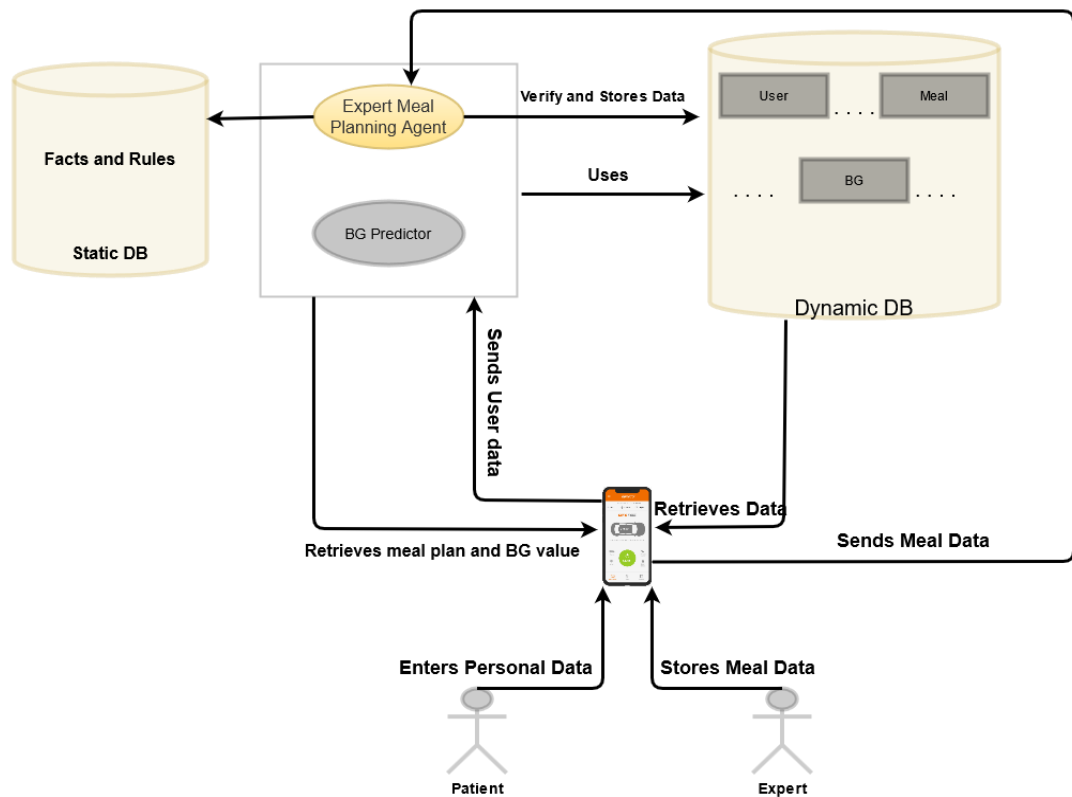 Expert Meal
Planning Agent
Verify and Stores Data
User
. . . .
Meal
Facts and Rules
Uses
BG
. . . .
. . . .
BG Predictor
Static DB
Dynamic DB
Sends User data
Retrieves Data
Sends Meal Data
Retrieves meal plan and BG value
Enters Personal Data
Stores Meal Data
Patient
Expert